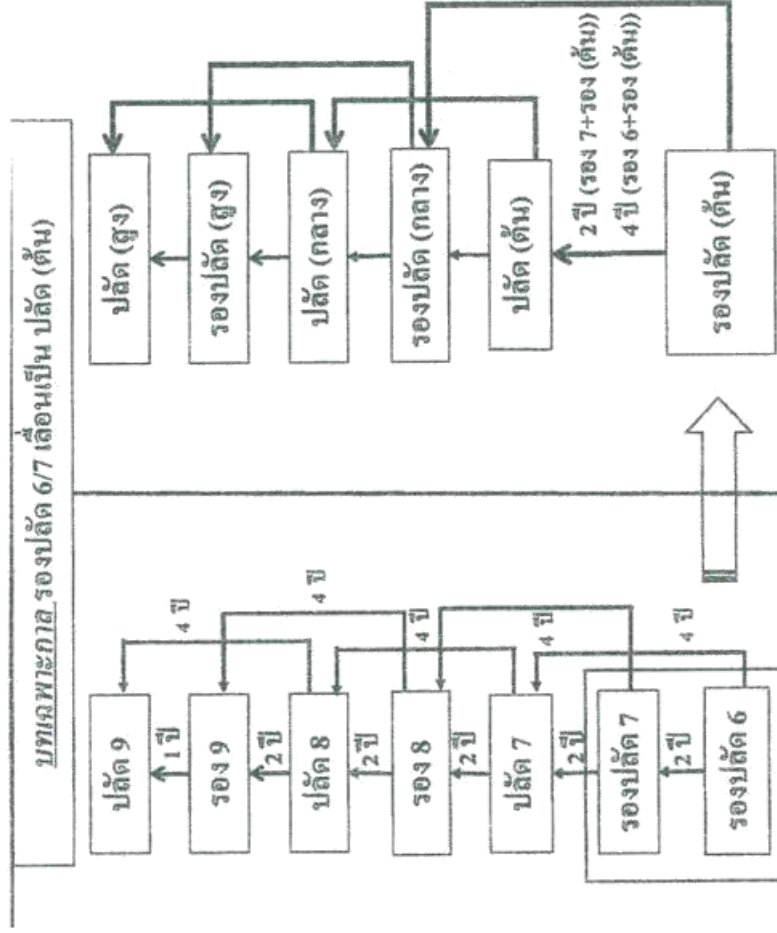 บทเฉพาะกาล รองปลัด 6/7 เลื่อนเป็น ปลัด (ต้น)
ปลัด 9
1 ปี
4 ปี
รอง 9
2 ปี
4 ปี
ปลัด 8
2 ปี
4 ปี
รอง 8
2 ปี
4 ปี
ปลัด 7
2 ปี
4 ปี
รองปลัด 7
2 ปี
รองปลัด 6
ปลัด (สูง)
รองปลัด (สูง)
ปลัด (กลาง)
รองปลัด (กลาง)
ปลัด (ต้น)
2 ปี (รอง 7+รอง (ต้น))
4 ปี (รอง 6+รอง (ต้น))
รองปลัด (ต้น)